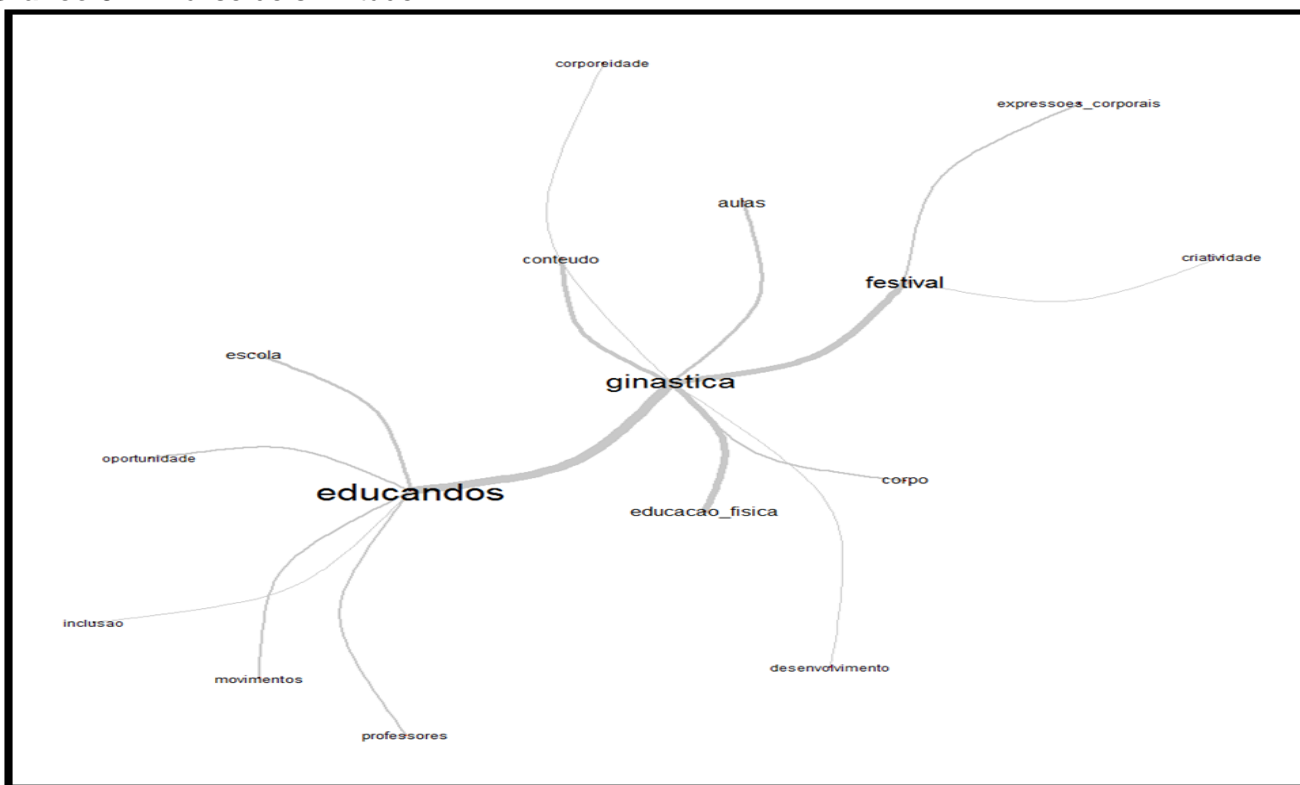 corporeidade
expressoes_corporais
aulas
conteudo
criatividade
festival
escola
ginastica
oportunidade
corpo
educandos
educacao_fisica
inclusao
desenvolvimento
movimentos
professores